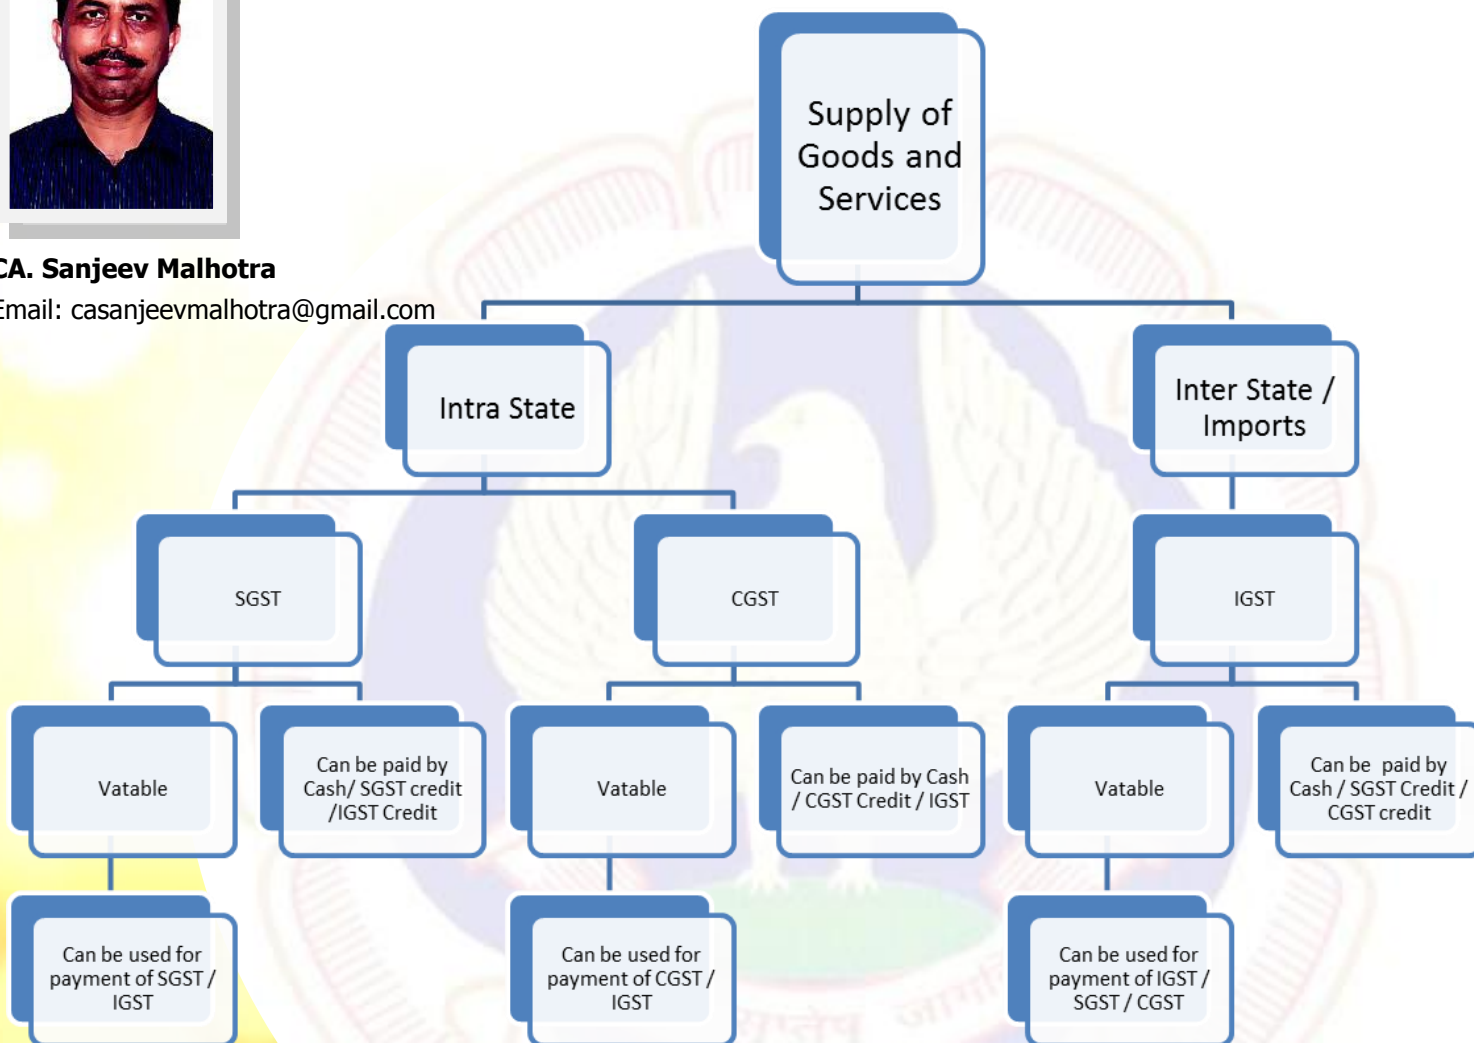 Supply of
Goods and
Services
CA. Sanjeev Malhotra
Email: casanjeevmalhotra@gmail.com
Intra State
Inter State /
Imports
SGST
CGST
IGST
Vatable
Can be paid by
Cash/ SGST credit
/IGST Credit
Vatable
Can be paid by Cash
/ CGST Credit / IGST
Vatable
Can be  paid by
Cash / SGST Credit /
CGST credit
Can be used for
payment of SGST /
IGST
Can be used for
payment of CGST /
IGST
Can be used for
payment of IGST /
SGST / CGST